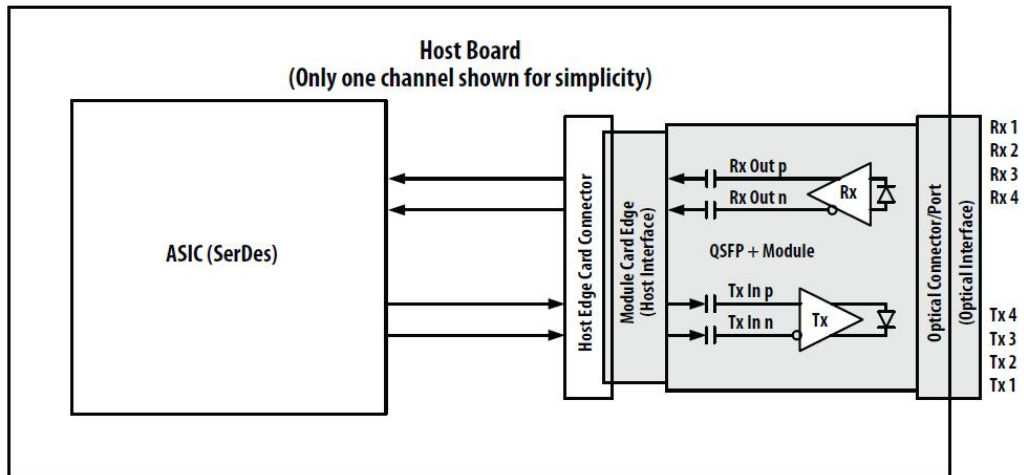 Host Board
(Only one channel shown for simplicity)
ASIC (SerDes)
Host Edge Card Connector
Module Card Edge
(Host Interface)
Rx Out p
Rx Out n
Rx
QSFP + Module
Tx In p
Tx In n
Tx
Optical Connector/Port
(Optical Interface)
Rx 1
Rx 2
Rx 3
Rx 4
Tx 4
Tx 3
Tx 2
Tx 1